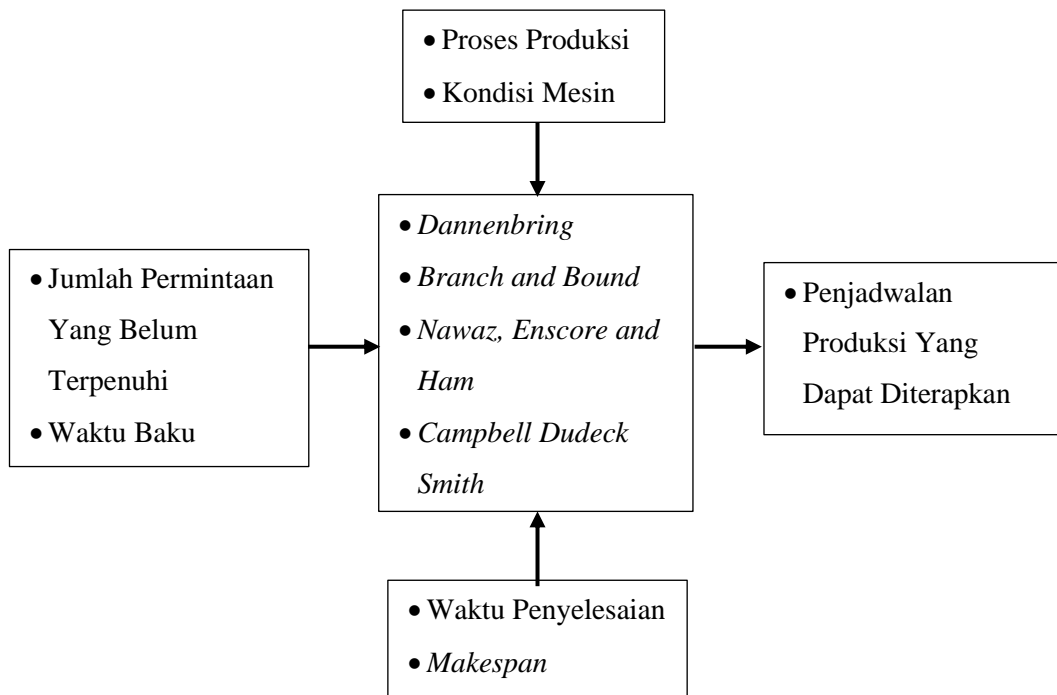 • Proses Produksi
• Kondisi Mesin
• Jumlah Permintaan
Yang Belum
Terpenuhi
• Waktu Baku
• Dannenbring
• Branch and Bound
• Nawaz, Enscore and
Ham
• Campbell Dudeck
Smith
• Penjadwalan
Produksi Yang
Dapat Diterapkan
• Waktu Penyelesaian
• Makespan